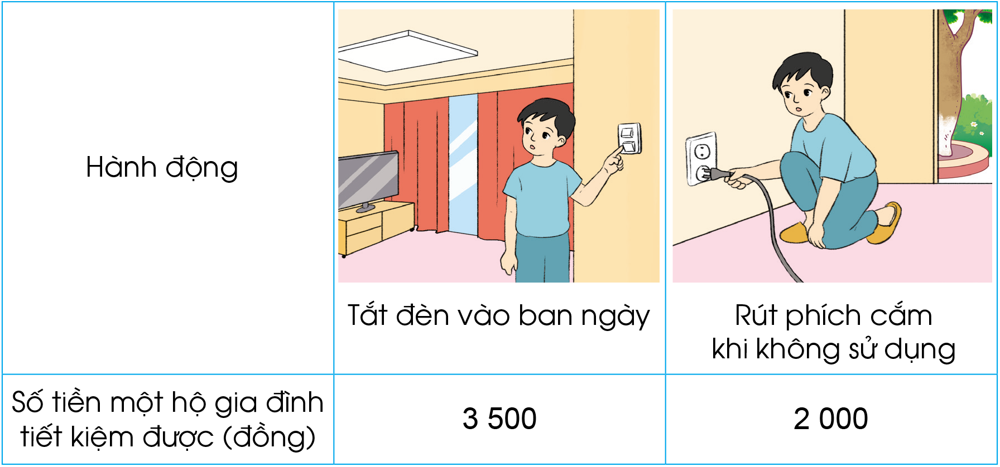 Hành động
Tắt đèn vào ban ngày
Rút phích cắm
khi không sử dụng
Số tiền một hộ gia đình
tiết kiệm được (đồng)
3 500
2 000